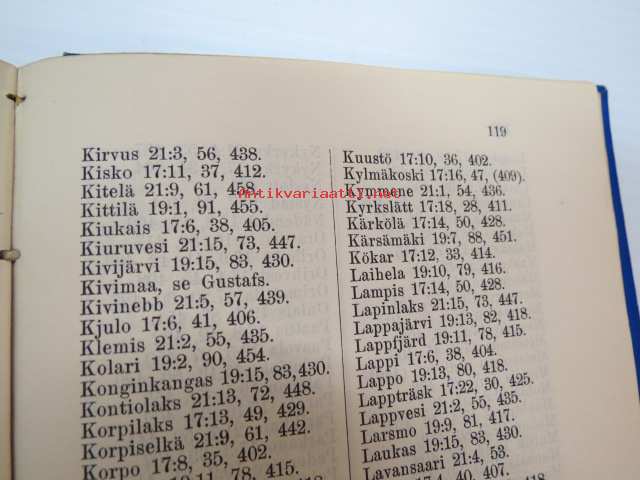 119
Kirvus 21:3, 56, 438.
Kisko 17:11, 37, 412.
Kitelä 21:9, 61, 458.
Kittilä 19:1, 91, 455.
Kiukais 17:6, 38, 405.
Kiuruvesi 21:15, 73, 447.
Kivijärvi 19:15, 83, 430.
Kivimaa, se Gustafs.
Kivinebb 21:5, 57, 439.
Kjulo 17:6, 41, 406.
Klemis 21:2, 55, 435.
Kolari 19:2, 90, 454.
Konginkangas 19:15, 83, 430.
Kontiolaks 21:13, 72, 448.
Korpilaks 17:13, 49, 429.
Korpiselkä 21:9, 61, 442.
Korpo 17:8, 35, 402.
78, 415.
Kuustö 17:10, 36, 402.
Kylmäkoski 17:16, 47, (409).
Kymmene 21:1, 54, 436.
Kyrkslätt 17:18, 28, 411.
Kärkölä 17:14, 50, 428.
Kärsämäki 19:7, 88, 451.
Kökar 17:12, 33, 414.
Laihela 19:10, 79, 416.
Lampis 17:14, 50, 428.
Lapinlaks 21:15, 73, 447.
Lappajärvi 19:13, 82, 418.
Lappfjärd 19:11, 78, 415.
Lappi 17:6, 38, 404.
Lappo 19:13, 80, 418.
Lappträsk 17:22, 30, 425.
Lappvesi 21:2, 55, 435.
Larsmo 19:9, 81, 417.
Laukas 19:15, 83, 430.
Lavansaari 21:4, 53.
40, 407.
antikvariaatly.net